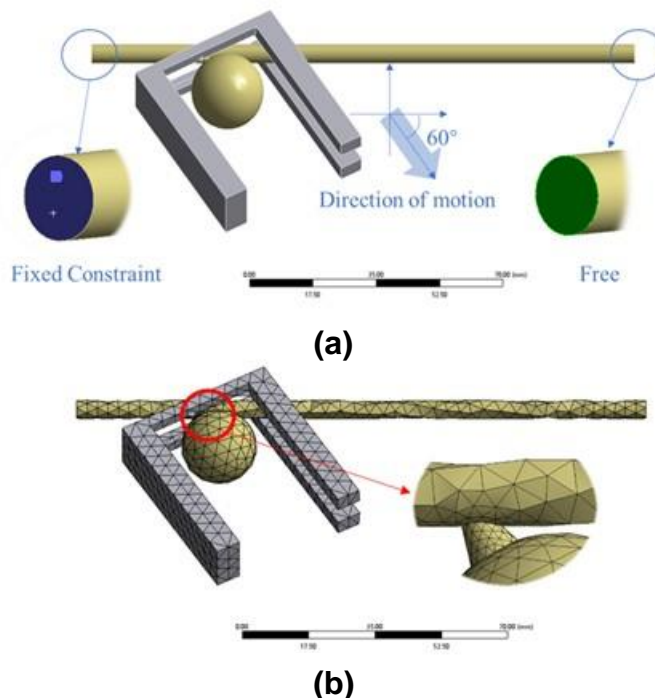 60°
Direction of motion
Fixed Constraint
Free
0.00 35.00 70.00 (mm)
17.50 52.50
(a)
0.00 35.00 70.00 (mm)
17.50 52.50
(b)